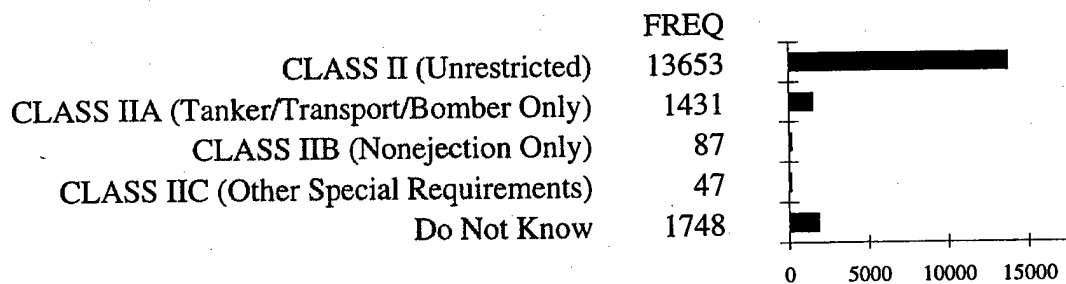 FREQ
CLASS II (Unrestricted) 13653
CLASS IIA (Tanker/Transport/Bomber Only) 1431
CLASS IIB (Nonejection Only) 87
CLASS IIC (Other Special Requirements) 47
Do Not Know 1748
0 5000 10000 15000